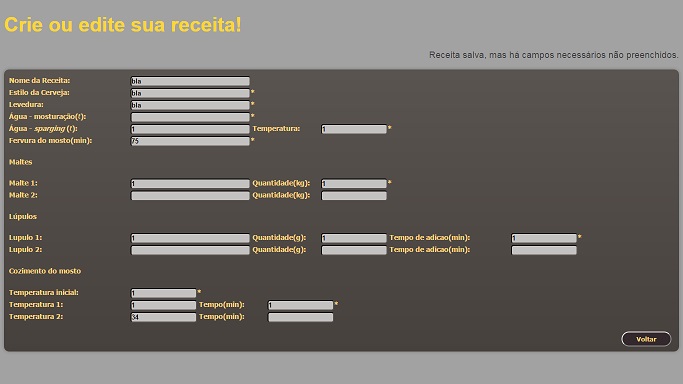 Crie ou edite sua receita!
Receita salva, mas há campos necessários não preenchidos.
Nome da Receita: bla
Estilo da Cerveja: bla *
Levedura: bla *
Água - mosturação(ℓ): *
Água - sparging (ℓ): 1 Temperatura: 1 *
Fervura do mosto(min): 75 *
Maltes
Malte 1: 1 Quantidade(kg): 1 *
Malte 2: Quantidade(kg):
Lúpulos
Lupulo 1: 1 Quantidade(g): 1 Tempo de adicao(min): 1 *
Lupulo 2: Quantidade(g): Tempo de adicao(min):
Cozimento do mosto
Temperatura inicial: 1 *
Temperatura 1: 1 Tempo(min): 1 *
Temperatura 2: 34 Tempo(min):
Voltar